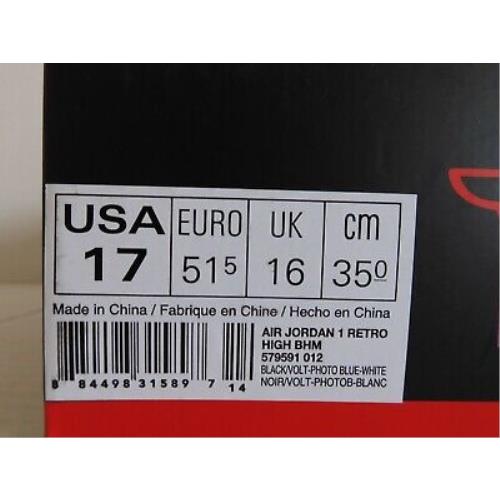 USA EURO UK cm
17 51 5 16 35 0
Made in China / Fabrique en Chine / Hecho en China
AIR JORDAN 1 RETRO
HIGH BHM
579591 012
BLACK/VOLT-PHOTO BLUE-WHITE
NOIR/VOLT-PHOTOB-BLANC
8 84498 31589 7 14